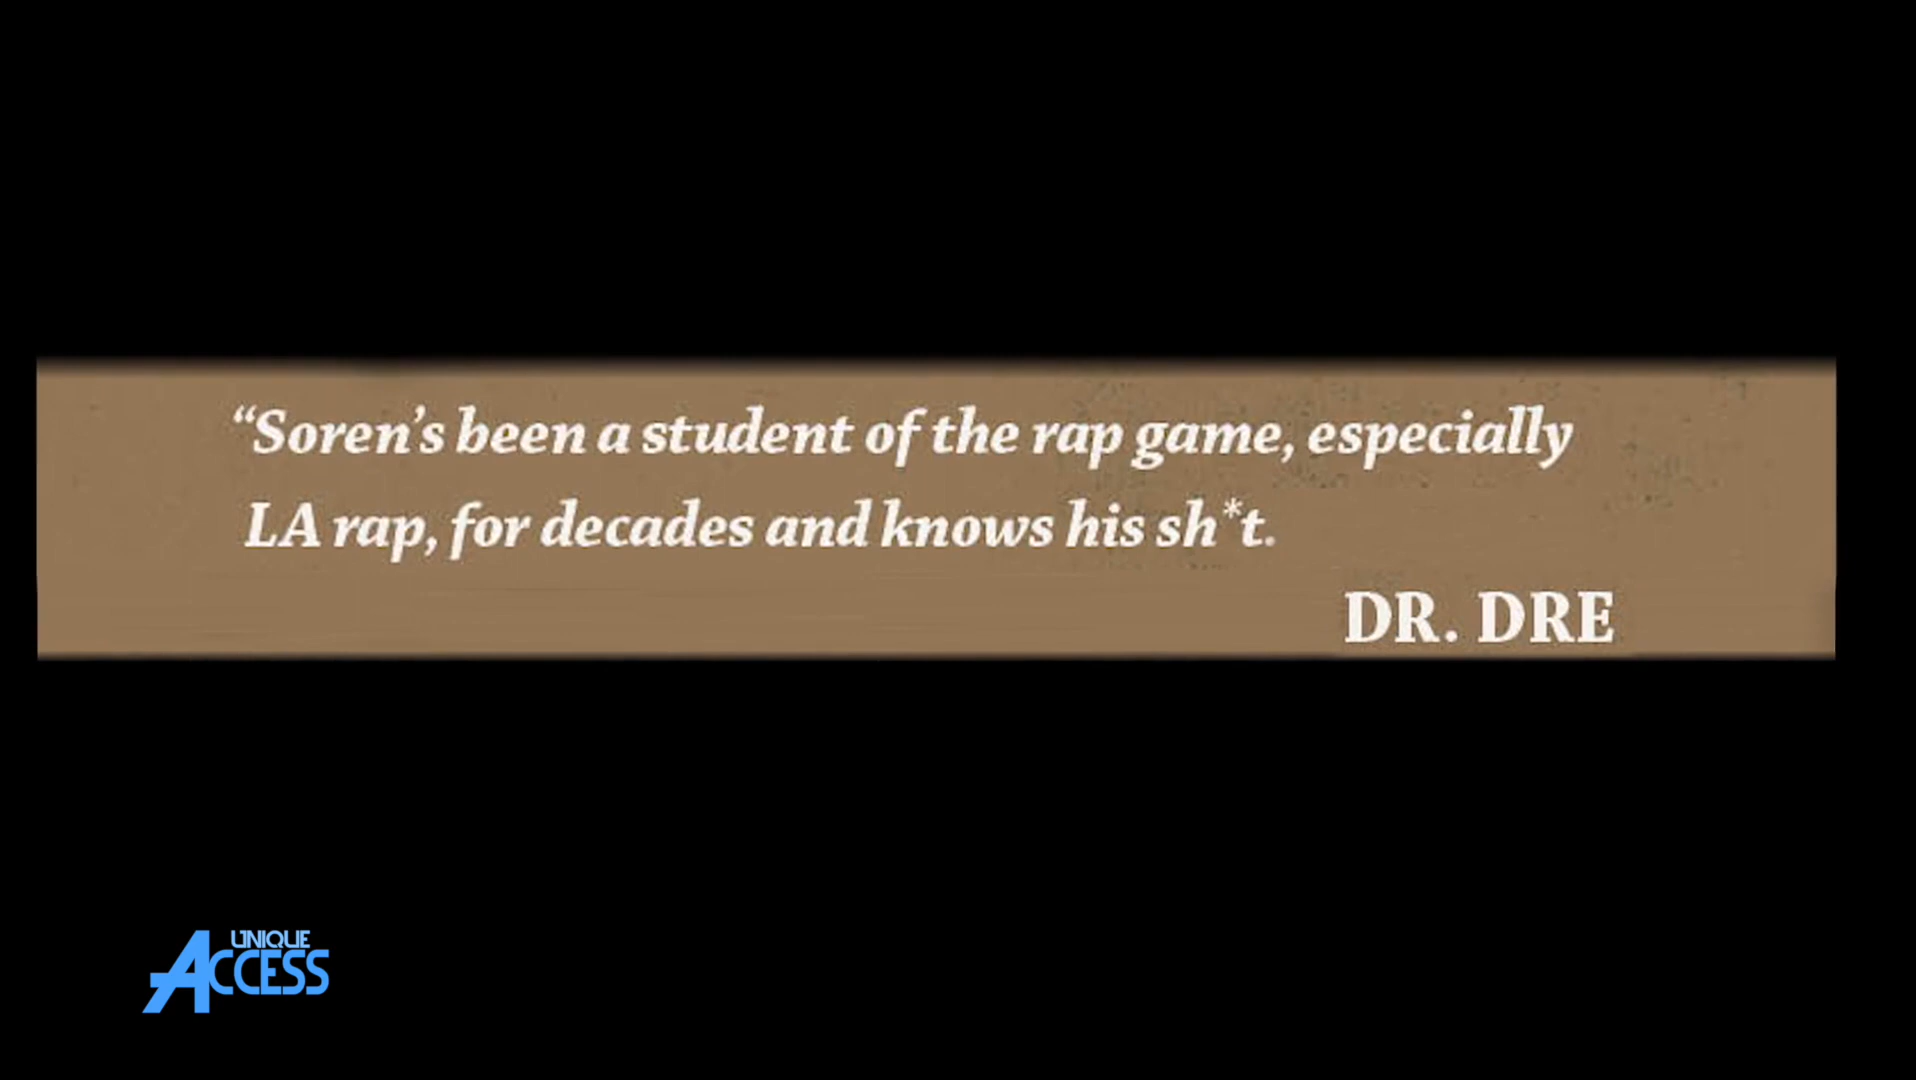 “Soren’s been a student of the rap game, especially
LA rap, for decades and knows his sh*t.
DR. DRE
UNIQUE
ACCESS